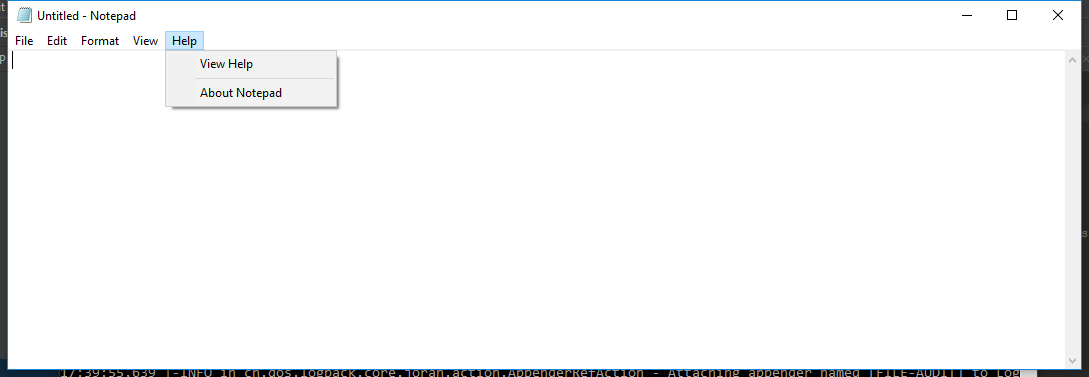 Untitled - Notepad
File Edit Format View Help
View Help
About Notepad
17:39:55.639 |-INFO in ch.qos.logback.core.joran.action.AppenderRefAction - Attaching appender named [FILE-AUDIT] to Log